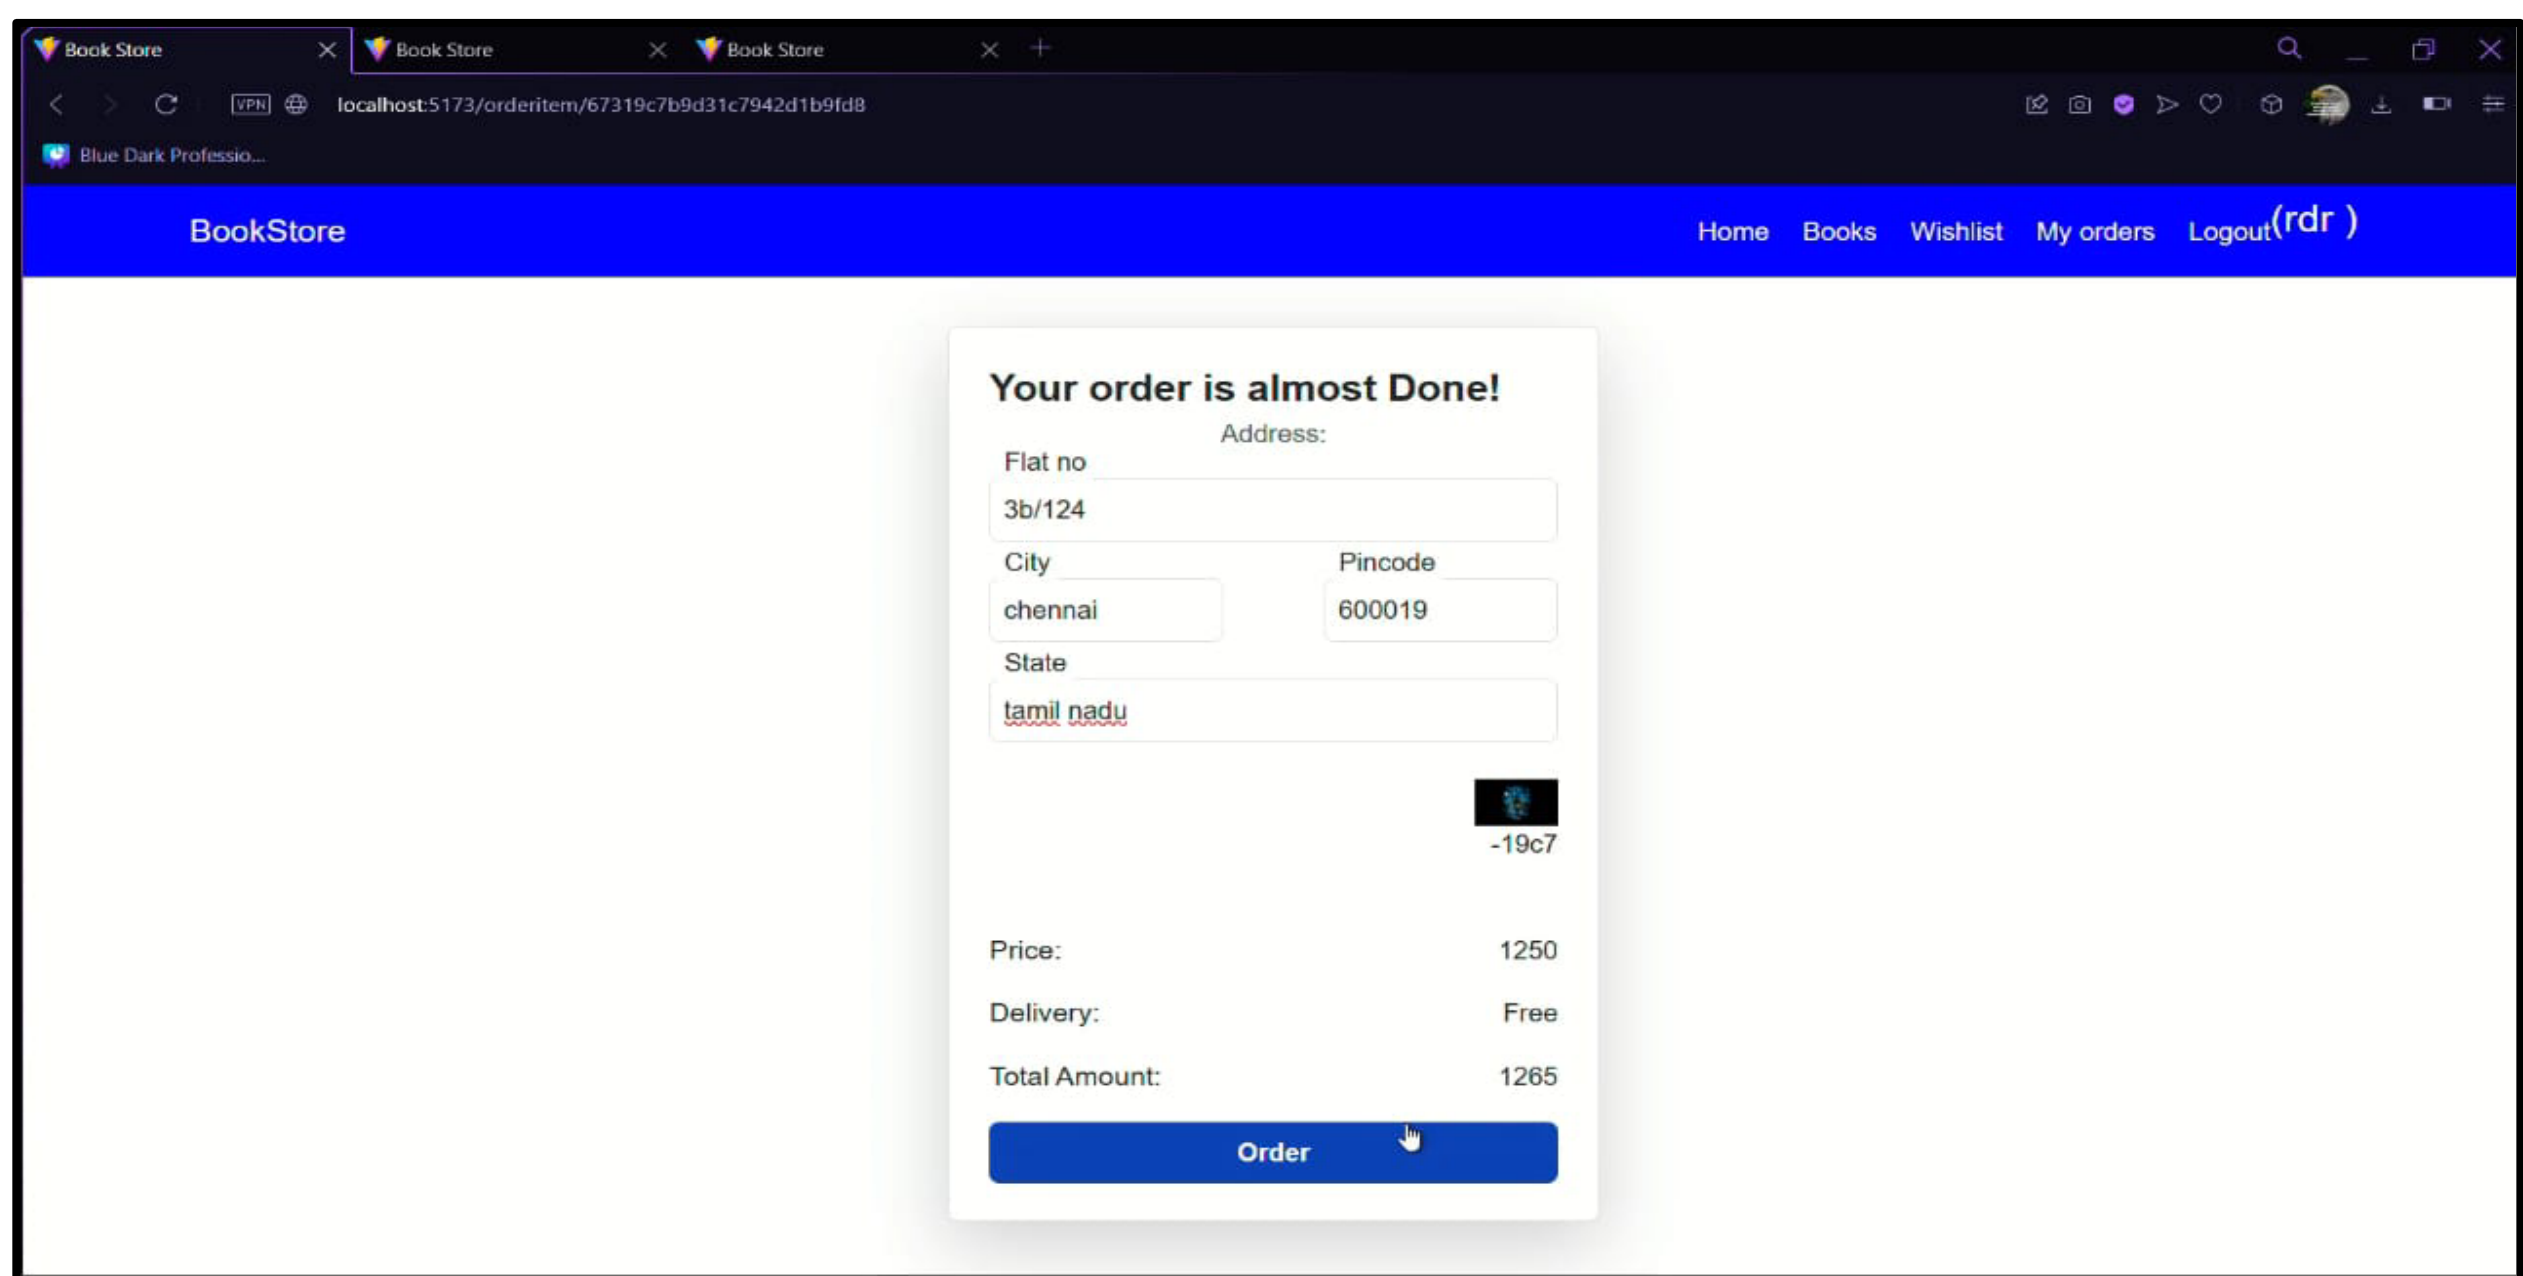 Book Store
Book Store
Book Store
VPN
localhost:5173/orderitem/67319c7b9d31c7942d1b9fd8
Blue Dark Professio...
BookStore
Home Books Wishlist My orders Logout(rdr )
Your order is almost Done!
Address:
Flat no
3b/124
City Pincode
chennai 600019
State
tamil nadu
-19c7
Price: 1250
Delivery: Free
Total Amount: 1265
Order